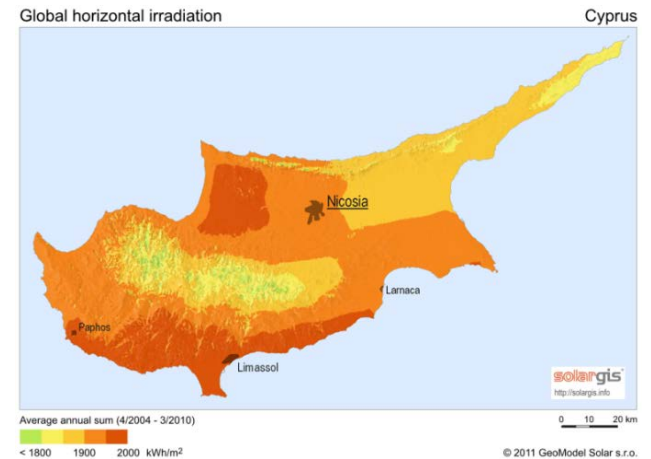 Global horizontal irradiation
Cyprus
Nicosia
Larnaca
Paphos
Limassol
solargis
http://solargis.info
Average annual sum (4/2004 - 3/2010)
0 10 20 km
< 1800 1900 2000 kWh/m²
© 2011 GeoModel Solar s.r.o.